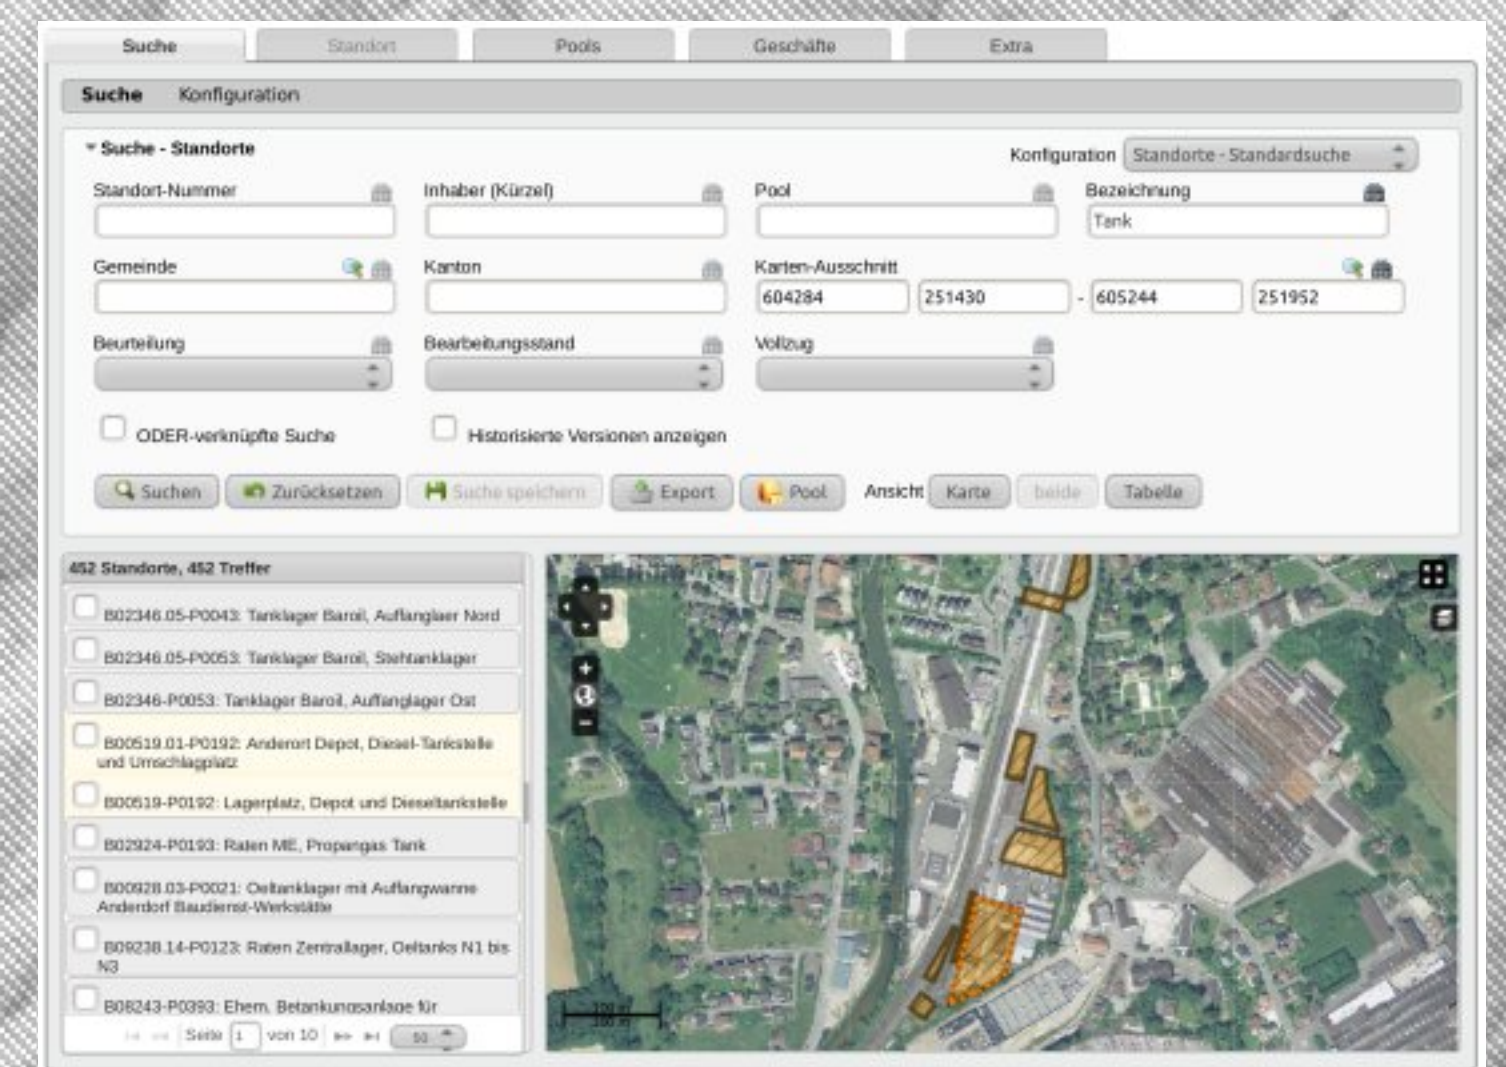 Suche Standort Pools Geschäfte Extra
Suche Konfiguration
Suche - Standorte
Konfiguration Standorte - Standardsuche
Standort-Nummer Inhaber (Kürzel) Pool Bezeichnung
Tank
Gemeinde Kanton Karten-Ausschnitt
604284 251430 - 605244 251952
Beurteilung Bearbeitungsstand Vollzug
ODER-verknüpfte Suche Historisierte Versionen anzeigen
Suchen Zurücksetzen Suche speichern Export Pool Ansicht Karte beide Tabelle
452 Standorte, 452 Treffer
B02346.05-P0043: Tanklager Baroil, Auffanglaer Nord
B02346.05-P0053: Tanklager Baroil, Stehtanklager
B02346-P0053: Tanklager Baroil, Auffanglager Ost
B00519.01-P0192: Anderort Depot, Diesel-Tankstelle
und Umschlagplatz
B00519-P0192: Lagerplatz, Depot und Dieseltankstelle
B02924-P0193: Raten ME, Propangas Tank
B00928.03-P0021: Oeltanklager mit Auffangwanne
Anderdorf Baudienst-Werkstätte
B09238.14-P0123: Raten Zentrallager, Oeltanks N1 bis
N3
B08243-P0393: Ehem. Betankungsanlage für
Seite 1 von 10 50